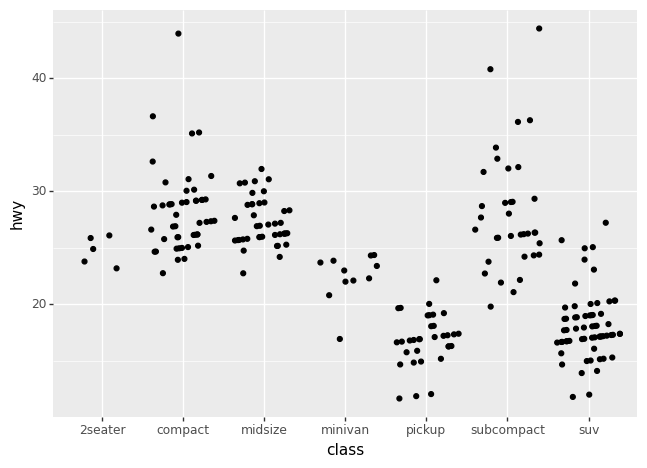 hwy
40
30
20
2seater compact midsize minivan pickup subcompact suv
class